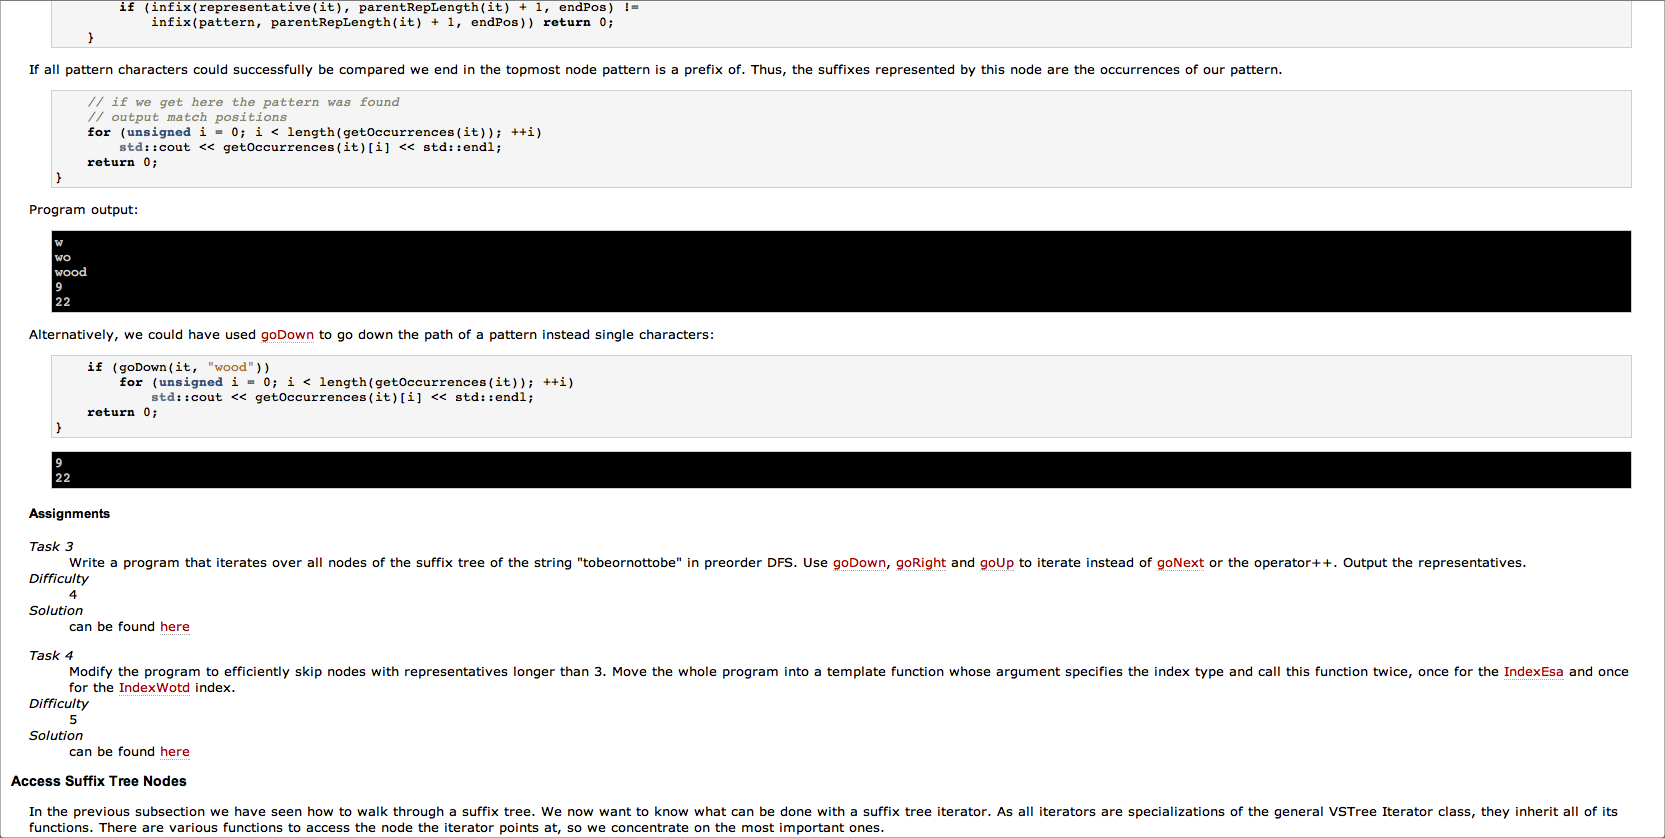 if (infix(representative(it), parentRepLength(it) + 1, endPos) !=
infix(pattern, parentRepLength(it) + 1, endPos)) return 0;
}
If all pattern characters could successfully be compared we end in the topmost node pattern is a prefix of. Thus, the suffixes represented by this node are the occurrences of our pattern.
// if we get here the pattern was found
// output match positions
for (unsigned i = 0; i < length(getOccurrences(it)); ++i)
std::cout << getOccurrences(it)[i] << std::endl;
return 0;
}
Program output:
w
wo
wood
9
22
Alternatively, we could have used goDown to go down the path of a pattern instead single characters:
if (goDown(it, "wood"))
for (unsigned i = 0; i < length(getOccurrences(it)); ++i)
std::cout << getOccurrences(it)[i] << std::endl;
return 0;
}
9
22
Assignments
Task 3
Write a program that iterates over all nodes of the suffix tree of the string "tobeornottobe" in preorder DFS. Use goDown, goRight and goUp to iterate instead of goNext or the operator++. Output the representatives.
Difficulty
4
Solution
can be found here
Task 4
Modify the program to efficiently skip nodes with representatives longer than 3. Move the whole program into a template function whose argument specifies the index type and call this function twice, once for the IndexEsa and once
for the IndexWotd index.
Difficulty
5
Solution
can be found here
Access Suffix Tree Nodes
In the previous subsection we have seen how to walk through a suffix tree. We now want to know what can be done with a suffix tree iterator. As all iterators are specializations of the general VSTree Iterator class, they inherit all of its
functions. There are various functions to access the node the iterator points at, so we concentrate on the most important ones.